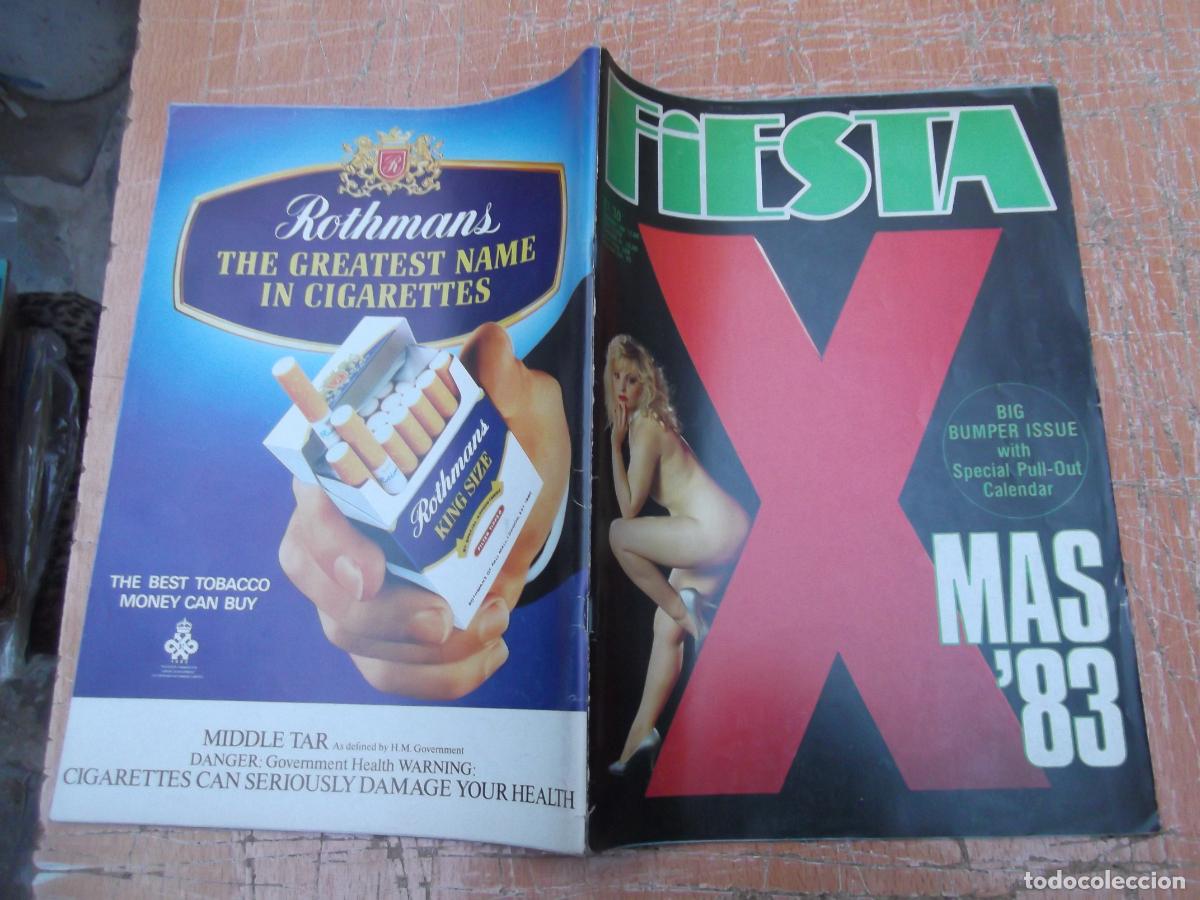 Rothmans
THE GREATEST NAME
IN CIGARETTES
Rothmans
KING SIZE
FILTER TIPPED
THE BEST TOBACCO
MONEY CAN BUY
MIDDLE TAR As defined by H.M. Government
DANGER: Government Health WARNING:
CIGARETTES CAN SERIOUSLY DAMAGE YOUR HEALTH
FiESTA
X
BIG
BUMPER ISSUE
with
Special Pull-Out
Calendar
MAS
'83
todocoleccion